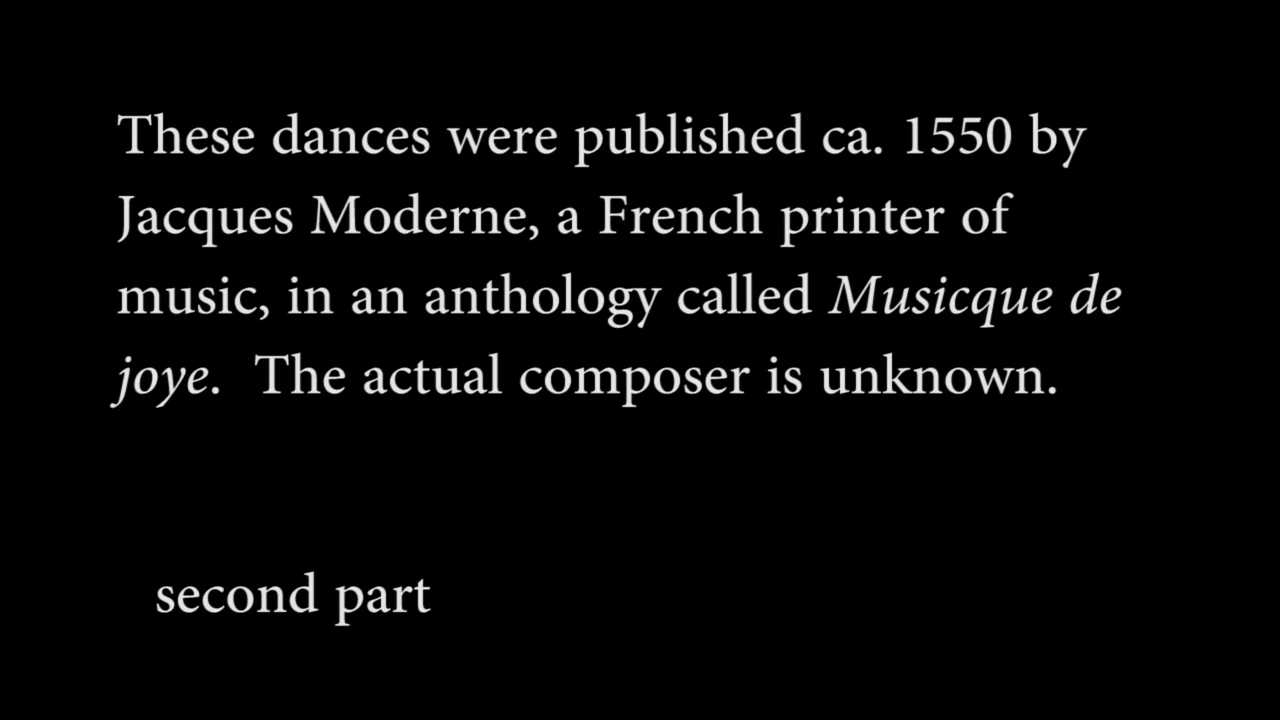 These dances were published ca. 1550 by
Jacques Moderne, a French printer of
music, in an anthology called Musicque de
joye.  The actual composer is unknown.
second part